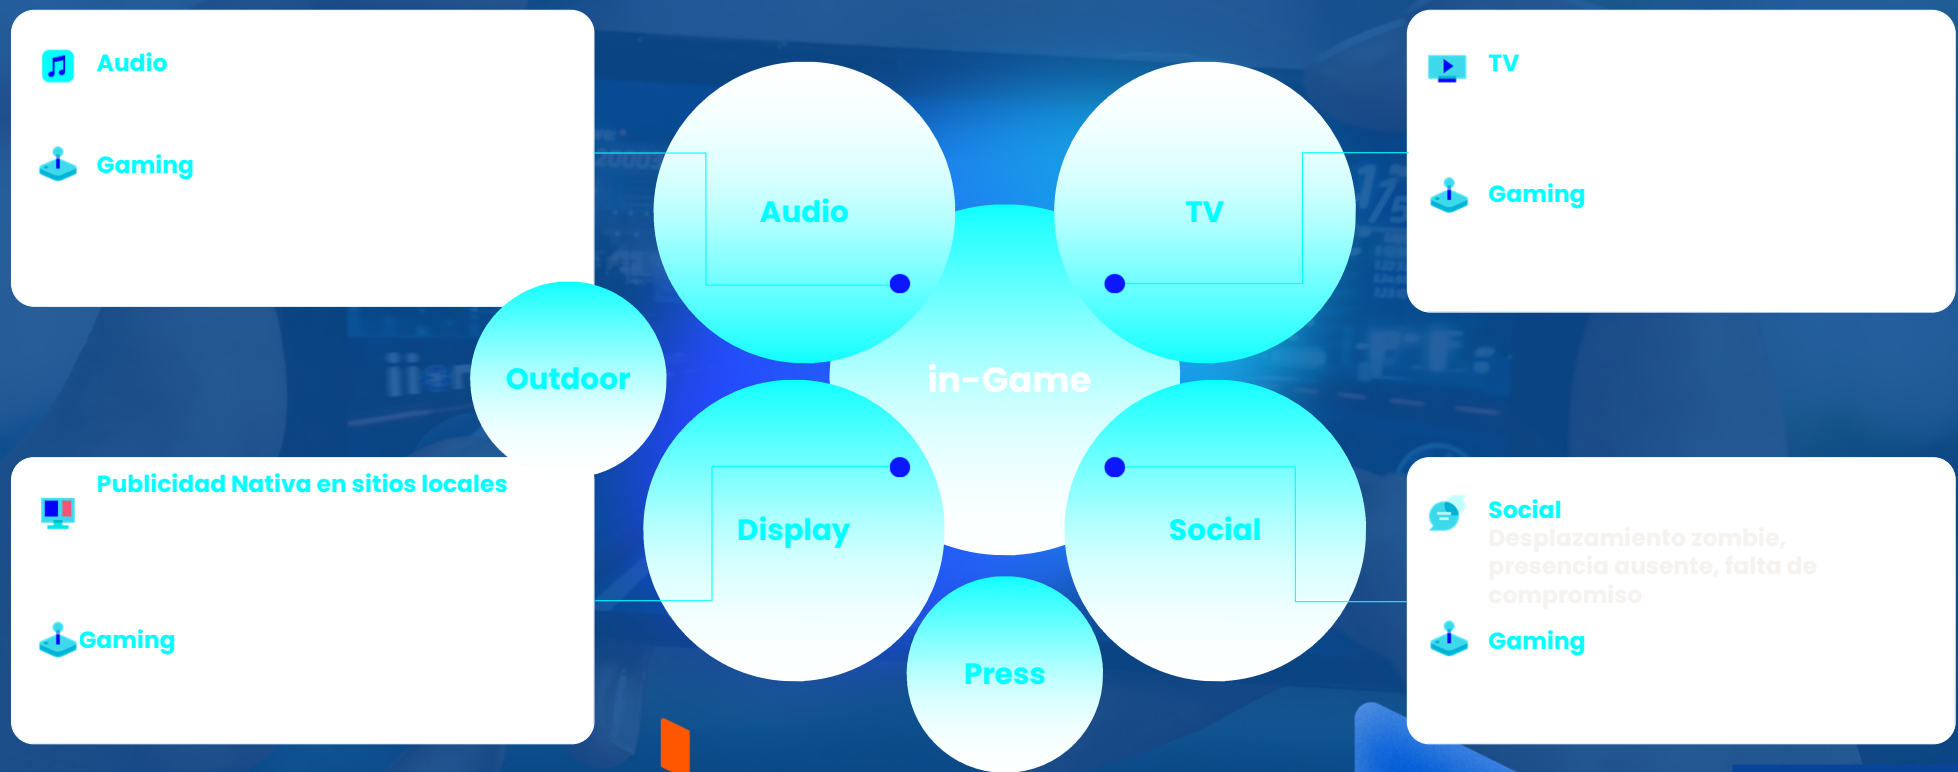 Audio
Gaming
TV
Gaming
Audio
TV
in-Game
Outdoor
Display
Social
Press
Publicidad Nativa en sitios locales
Gaming
Social
Desplazamiento zombie,
presencia ausente, falta de
compromiso
Gaming